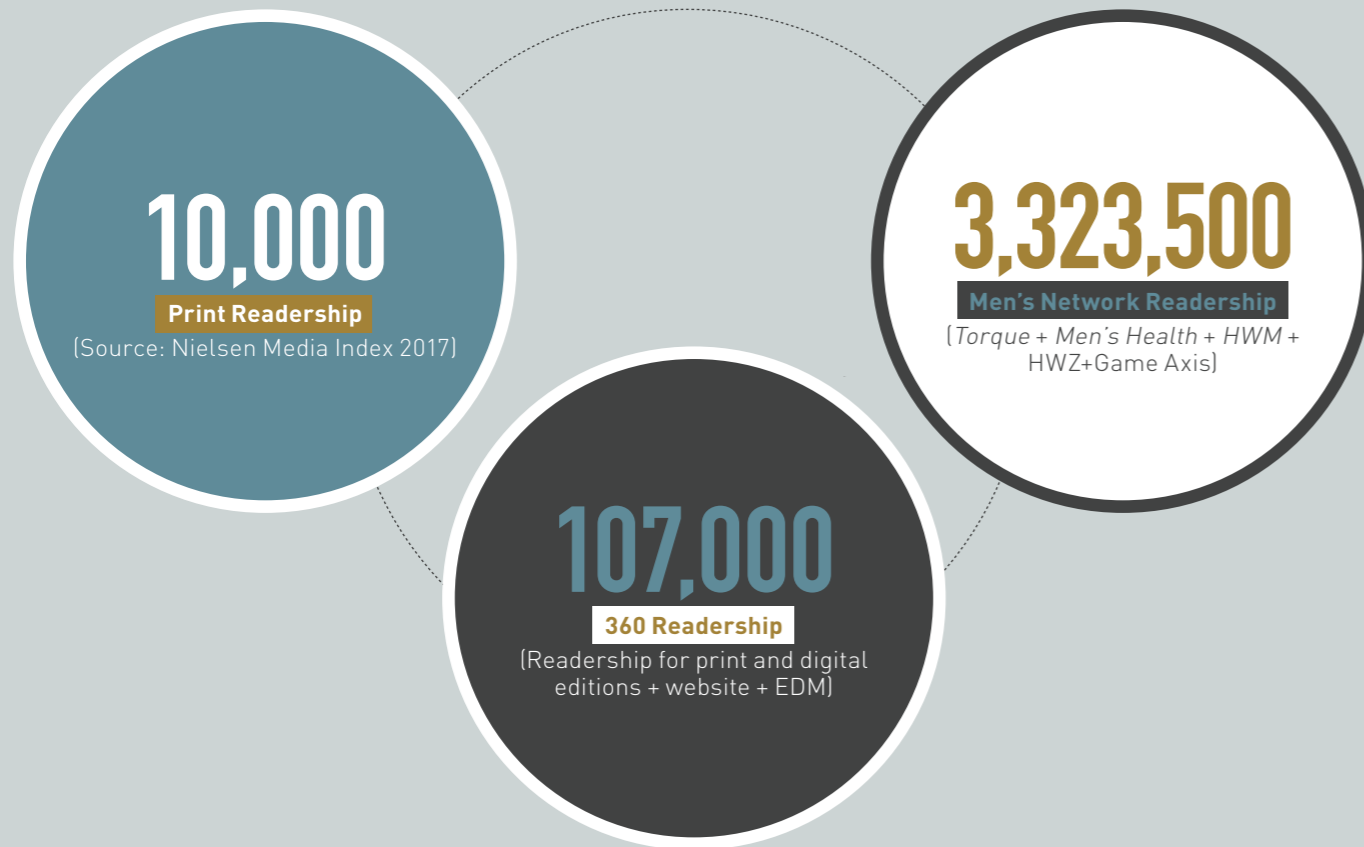 10,000
Print Readership
(Source: Nielsen Media Index 2017)
3,323,500
Men's Network Readership
(Torque + Men's Health + HWM +
HWZ+Game Axis)
107,000
360 Readership
(Readership for print and digital
editions + website + EDM)